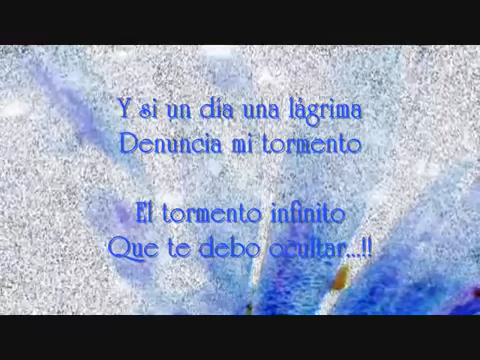 Y si un día una lágrima
Denuncia mi tormento
El tormento infinito
Que te debo ocultar...!!